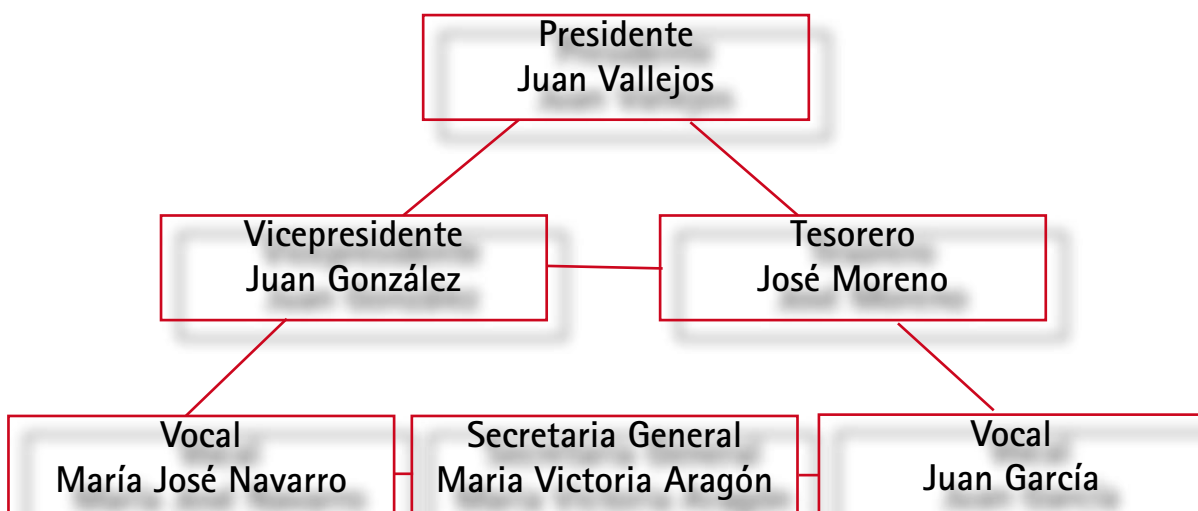 Presidente
Juan Vallejos
Vicepresidente
Juan González
Tesorero
José Moreno
Vocal
María José Navarro
Secretaria General
Maria Victoria Aragón
Vocal
Juan García